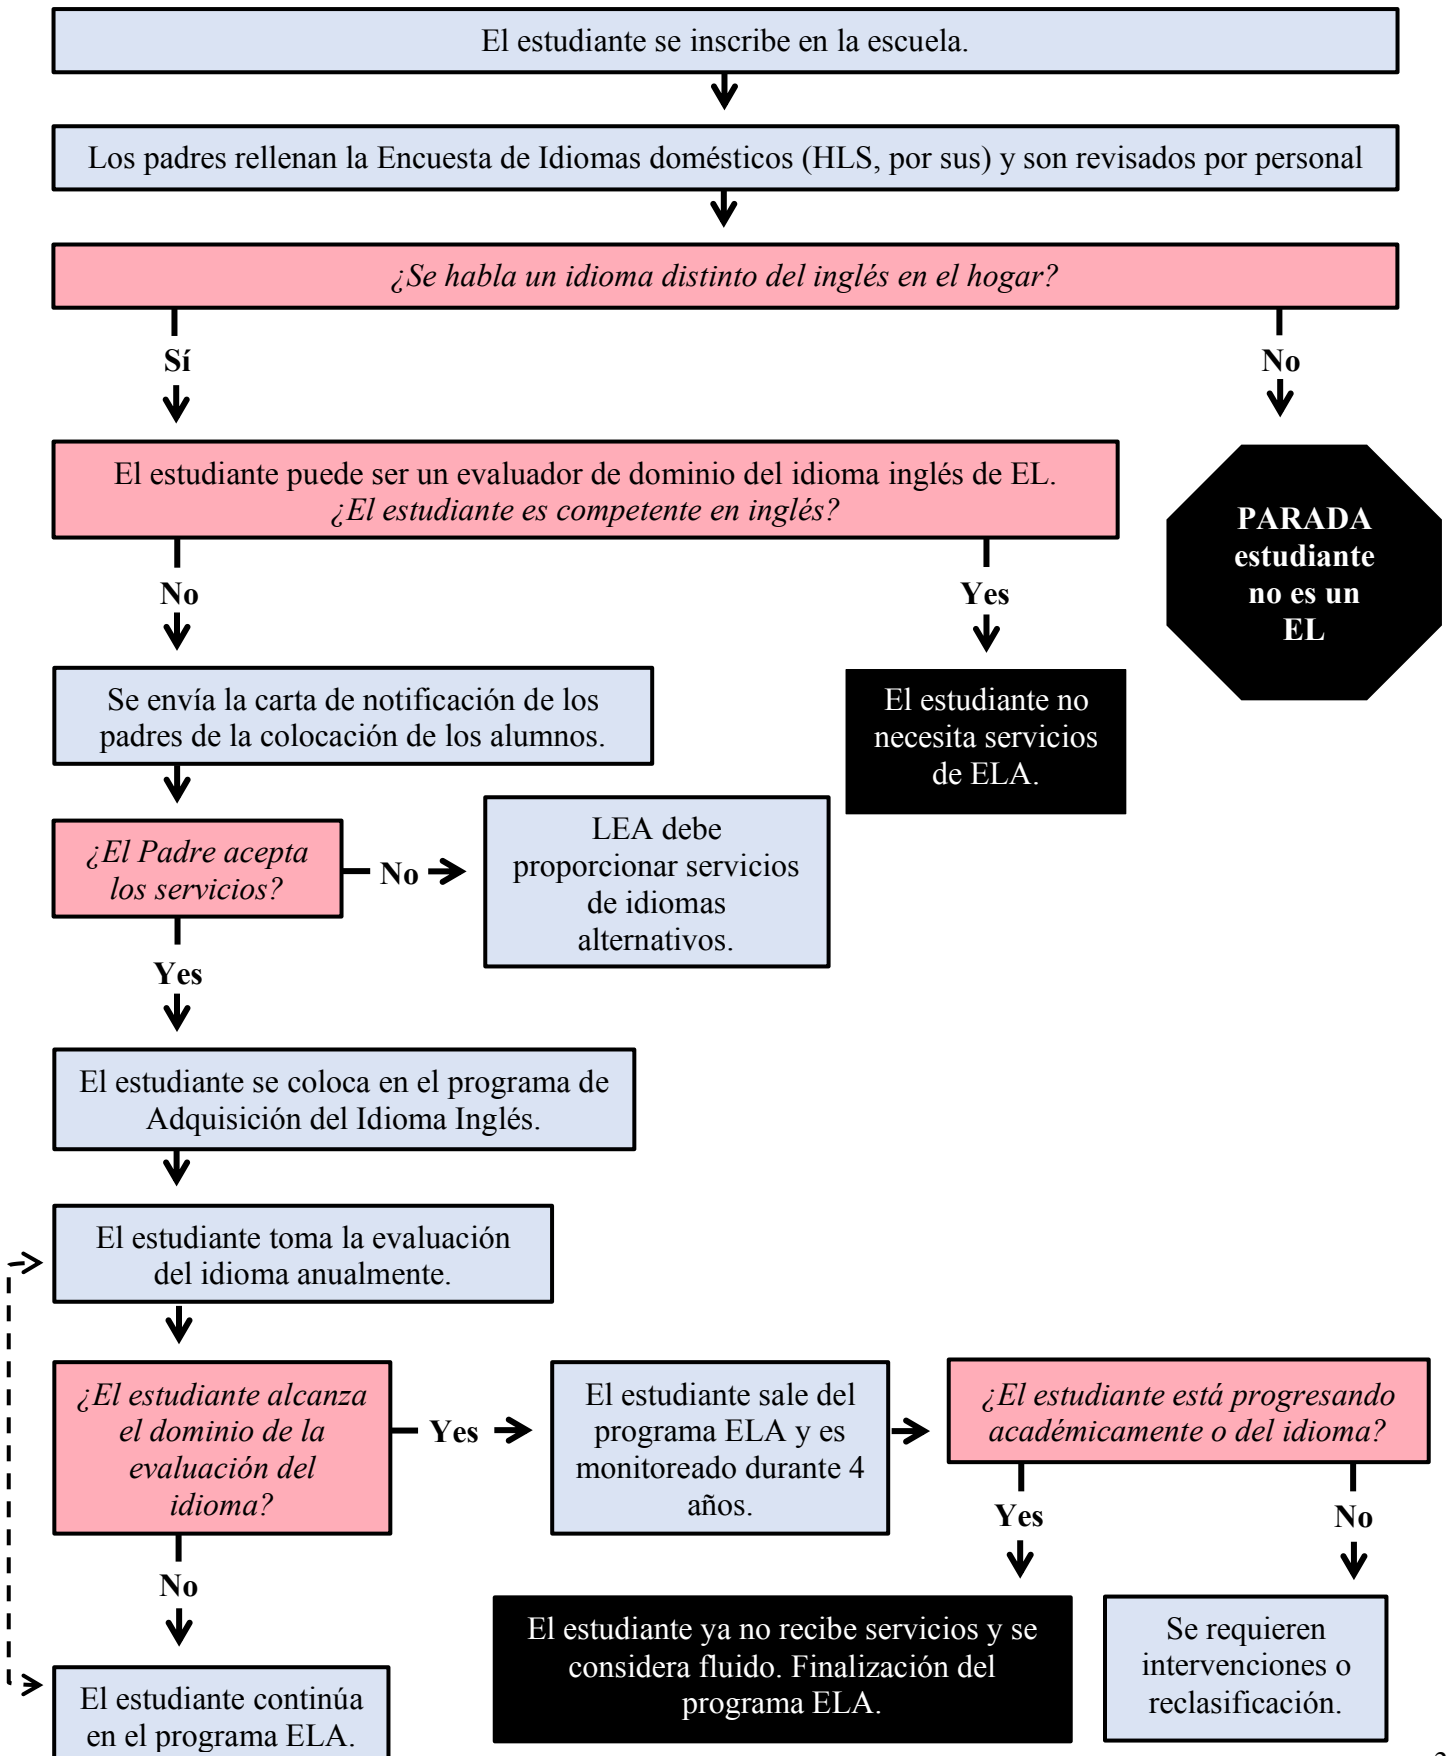 El estudiante se inscribe en la escuela.
Los padres rellenan la Encuesta de Idiomas domésticos (HLS, por sus) y son revisados por personal
¿Se habla un idioma distinto del inglés en el hogar?
Sí
No
El estudiante puede ser un evaluador de dominio del idioma inglés de EL.
¿El estudiante es competente en inglés?
PARADA
estudiante
no es un
EL
No
Yes
Se envía la carta de notificación de los
padres de la colocación de los alumnos.
El estudiante no
necesita servicios
de ELA.
¿El Padre acepta
los servicios?
No
LEA debe
proporcionar servicios
de idiomas
alternativos.
Yes
El estudiante se coloca en el programa de
Adquisición del Idioma Inglés.
El estudiante toma la evaluación
del idioma anualmente.
¿El estudiante alcanza
el dominio de la
evaluación del
idioma?
Yes
El estudiante sale del
programa ELA y es
monitoreado durante 4
años.
¿El estudiante está progresando
académicamente o del idioma?
Yes
No
No
El estudiante ya no recibe servicios y se
considera fluido. Finalización del
programa ELA.
Se requieren
intervenciones o
reclasificación.
El estudiante continúa
en el programa ELA.